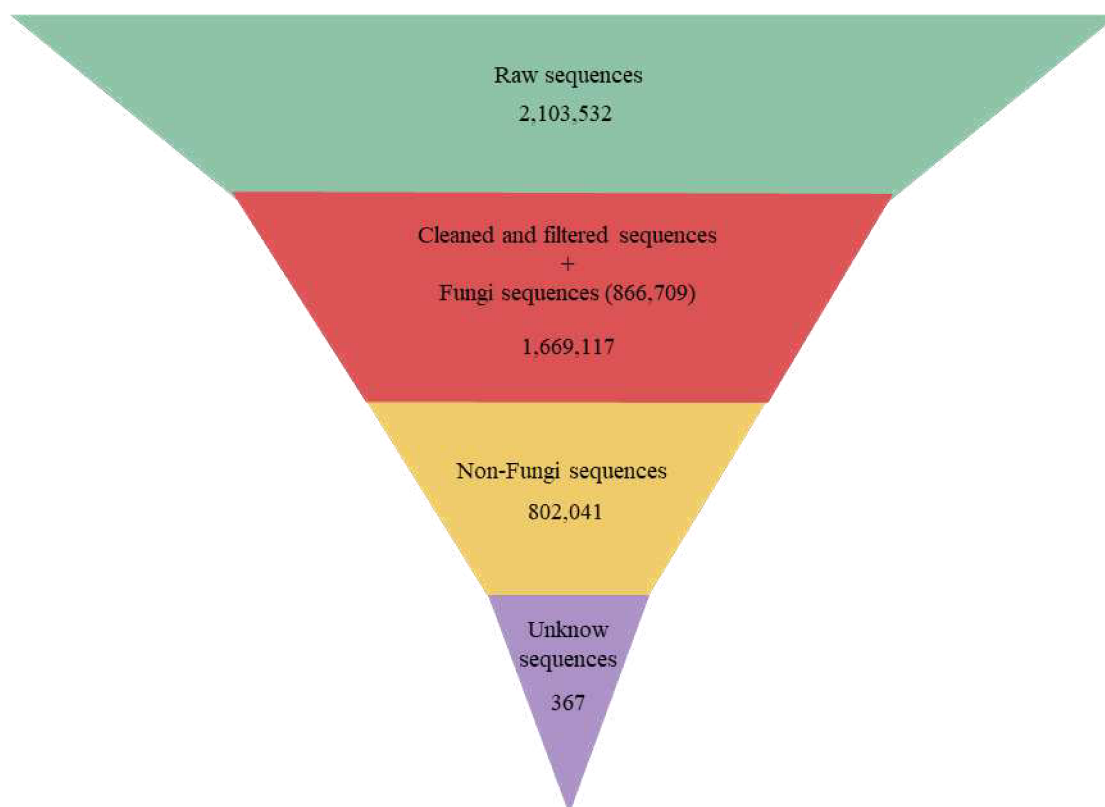 Raw sequences
2,103,532
Cleaned and filtered sequences
+
Fungi sequences (866,709)
1,669,117
Non-Fungi sequences
802,041
Unknow
sequences
367